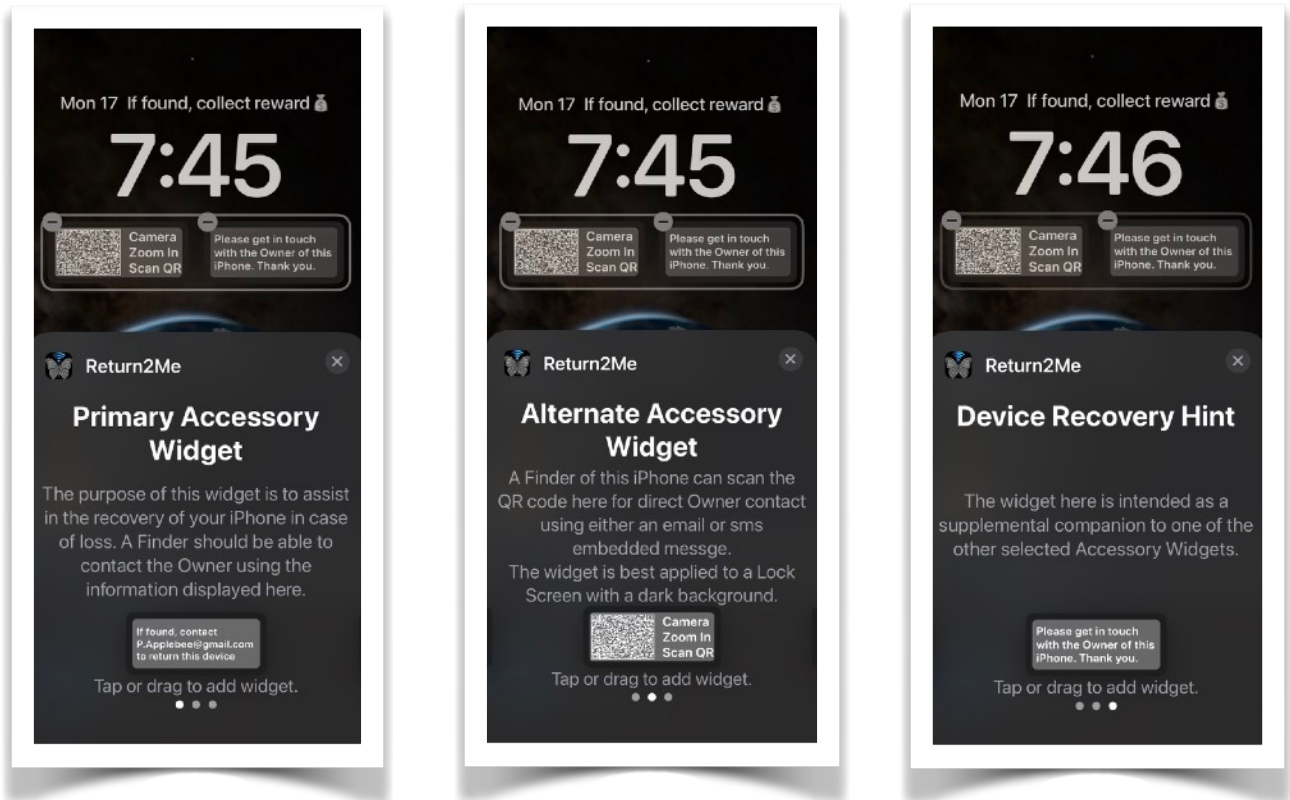 Mon 17 If found, collect reward 💰
7:45
Camera
Zoom In
Scan QR
Please get in touch
with the Owner of this
iPhone. Thank you.
Return2Me
Primary Accessory
Widget
The purpose of this widget is to assist
in the recovery of your iPhone in case
of loss. A Finder should be able to
contact the Owner using the
information displayed here.
If found, contact
P.Applebee@gmail.com
to return this device
Tap or drag to add widget.
Mon 17 If found, collect reward 💰
7:45
Camera
Zoom In
Scan QR
Please get in touch
with the Owner of this
iPhone. Thank you.
Return2Me
Alternate Accessory
Widget
A Finder of this iPhone can scan the
QR code here for direct Owner contact
using either an email or sms
embedded messge.
The widget is best applied to a Lock
Screen with a dark background.
Camera
Zoom In
Scan QR
Tap or drag to add widget.
Mon 17 If found, collect reward 💰
7:46
Camera
Zoom In
Scan QR
Please get in touch
with the Owner of this
iPhone. Thank you.
Return2Me
Device Recovery Hint
The widget here is intended as a
supplemental companion to one of the
other selected Accessory Widgets.
Please get in touch
with the Owner of this
iPhone. Thank you.
Tap or drag to add widget.